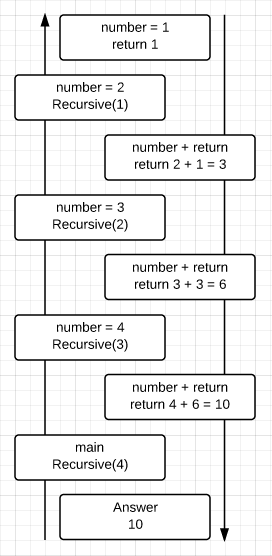 number = 1
return 1
number = 2
Recursive(1)
number + return
return 2 + 1 = 3
number = 3
Recursive(2)
number + return
return 3 + 3 = 6
number = 4
Recursive(3)
number + return
return 4 + 6 = 10
main
Recursive(4)
Answer
10